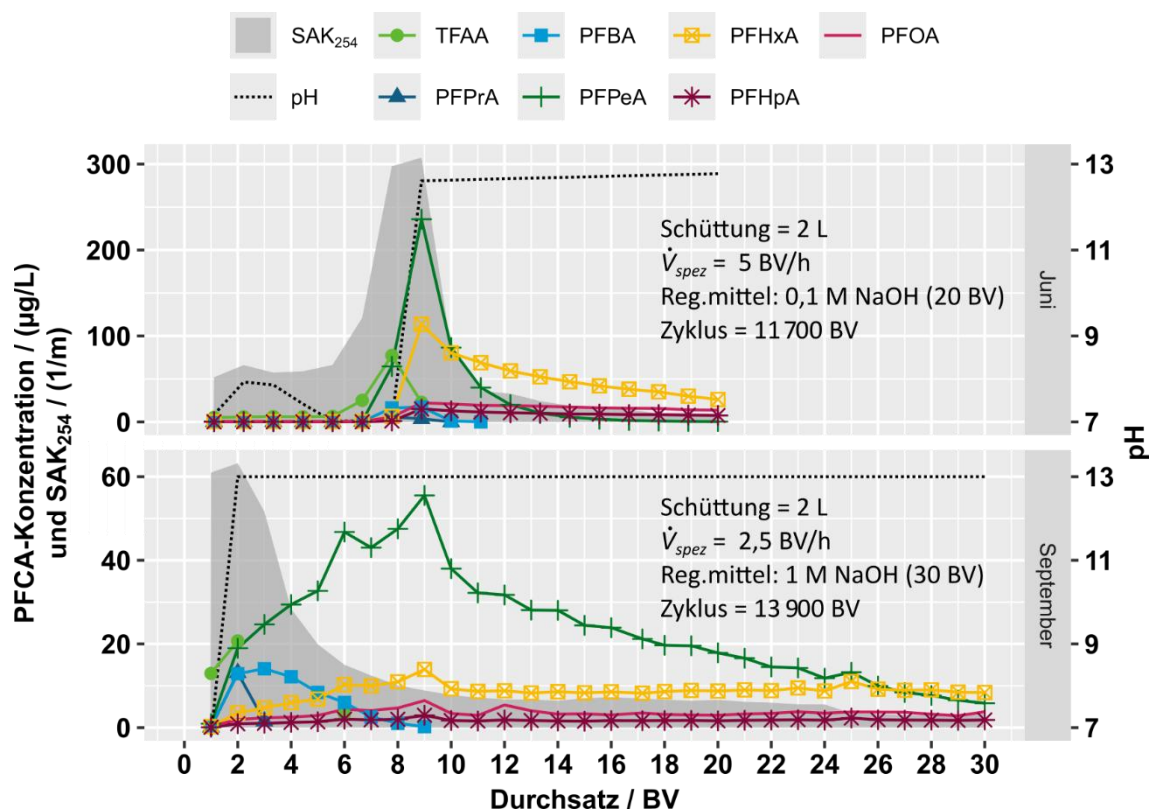 SAK₂₅₄ TFAA PFBA PFHxA PFOA
pH PFPrA PFPeA PFHpA
PFCA-Konzentration / (µg/L)
und SAK₂₅₄ / (1/m)
300
200
100
0
Schüttung = 2 L
V̇spez = 5 BV/h
Reg.mittel: 0,1 M NaOH (20 BV)
Zyklus = 11 700 BV
13
11
9
7
Juni
60
40
20
0
Schüttung = 2 L
V̇spez = 2,5 BV/h
Reg.mittel: 1 M NaOH (30 BV)
Zyklus = 13 900 BV
13
11
9
7
September
pH
0 2 4 6 8 10 12 14 16 18 20 22 24 26 28 30
Durchsatz / BV